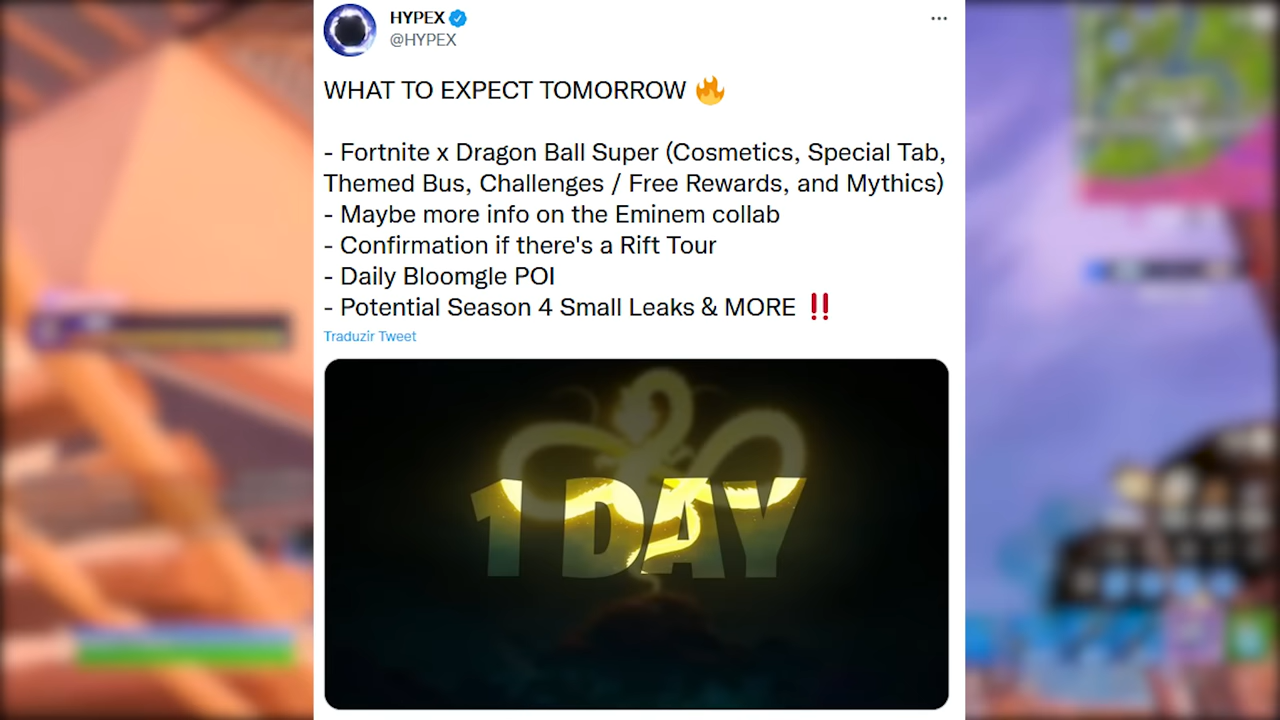 HYPEX
@HYPEX
WHAT TO EXPECT TOMORROW 🔥
- Fortnite x Dragon Ball Super (Cosmetics, Special Tab,
Themed Bus, Challenges / Free Rewards, and Mythics)
- Maybe more info on the Eminem collab
- Confirmation if there's a Rift Tour
- Daily Bloomgle POI
- Potential Season 4 Small Leaks & MORE ‼️
Traduzir Tweet
1 DAY